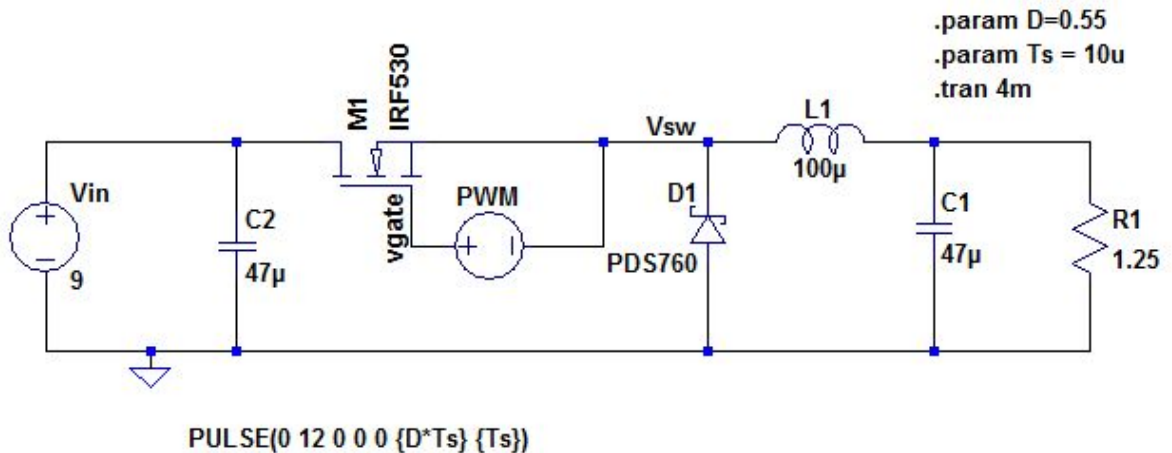 .param D=0.55
.param Ts = 10u
.tran 4m
M1
IRF530
Vsw
L1
100µ
Vin
9
C2
47µ
vgate
PWM
D1
PDS760
C1
47µ
R1
1.25
PULSE(0 12 0 0 0 {D*Ts} {Ts})